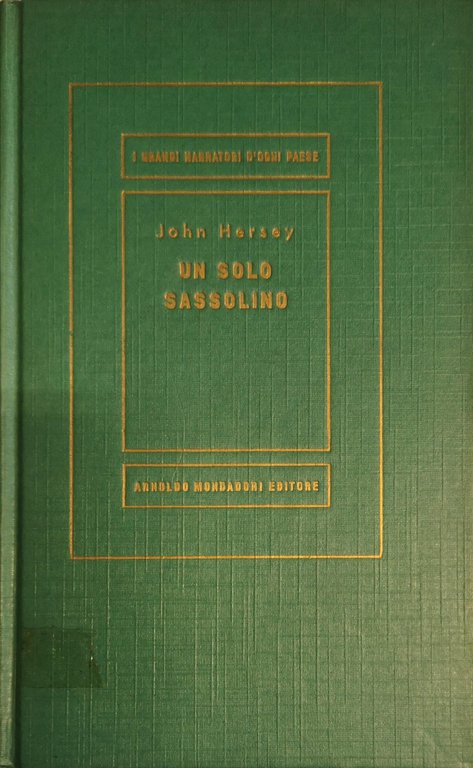 I GRANDI NARRATORI D'OGNI PAESE
John Hersey
UN SOLO
SASSOLINO
ARNOLDO MONDADORI EDITORE